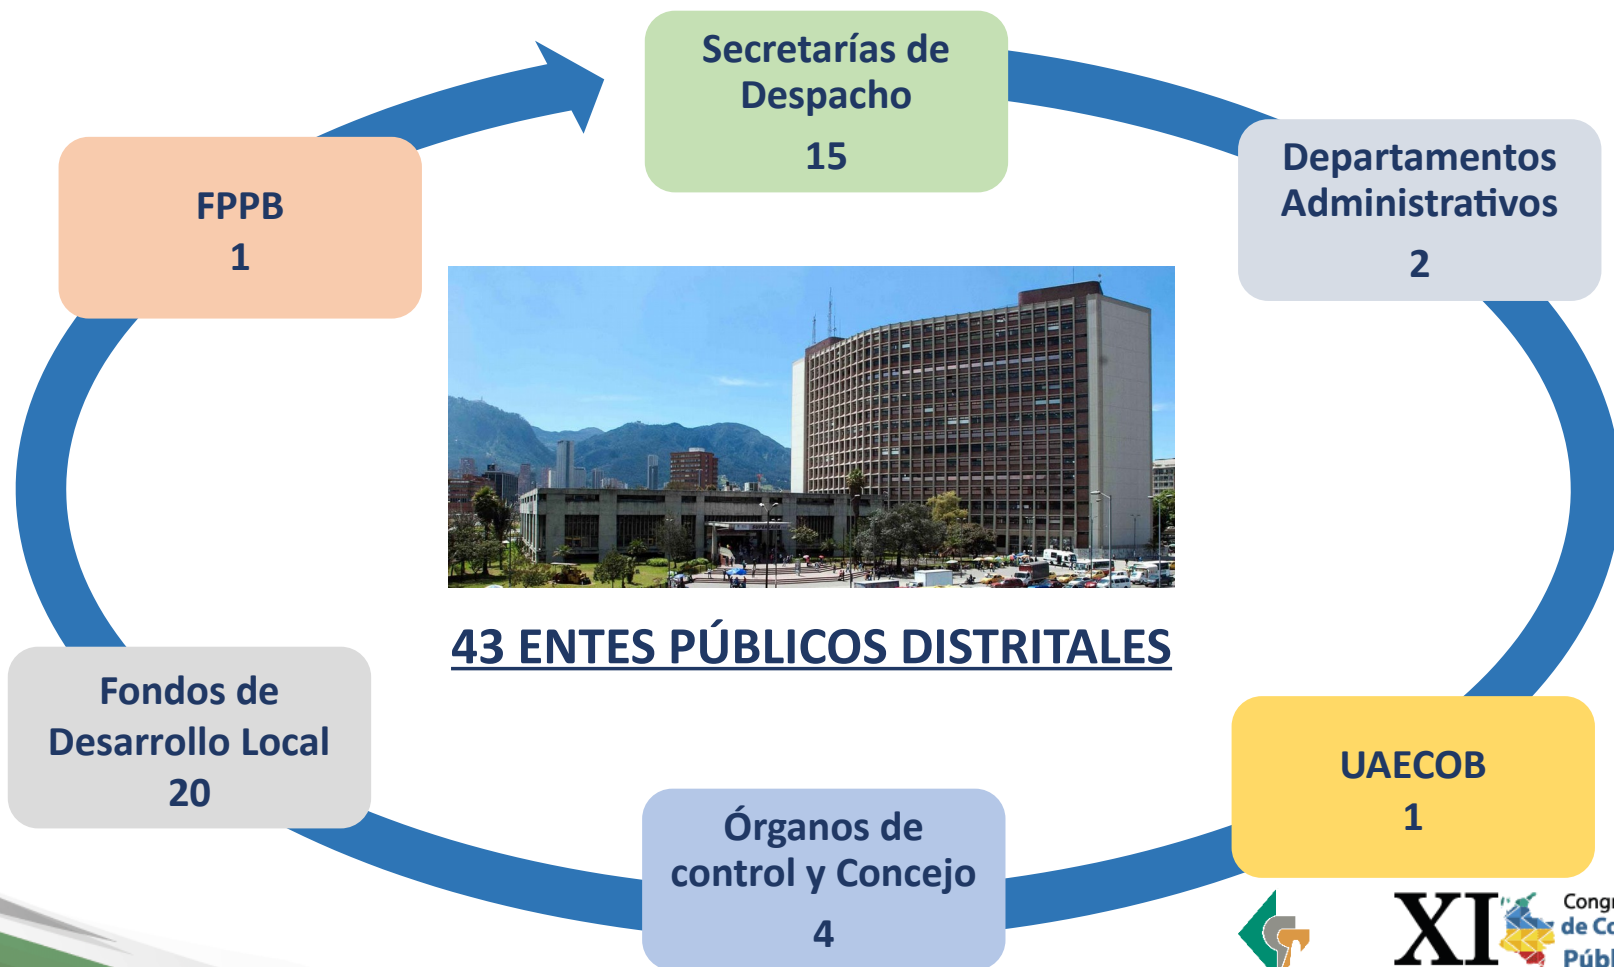 Secretarías de
Despacho
15
Departamentos
Administrativos
2
FPPB
1
43 ENTES PÚBLICOS DISTRITALES
Fondos de
Desarrollo Local
20
UAECOB
1
Órganos de
control y Concejo
4
XI